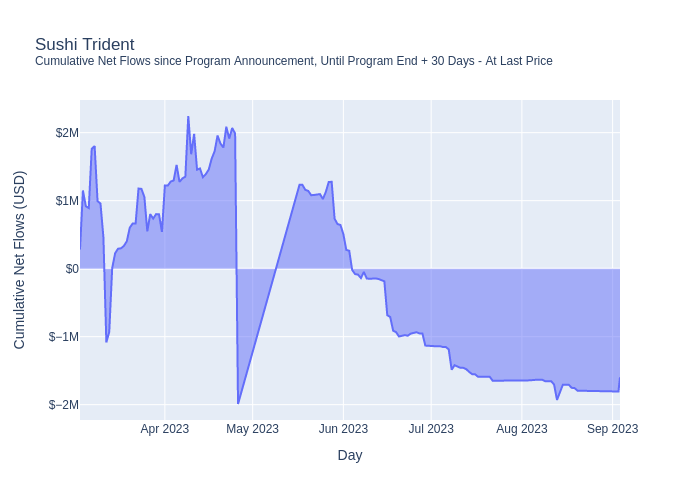 Sushi Trident
Cumulative Net Flows since Program Announcement, Until Program End + 30 Days - At Last Price
$2M
$1M
$0
$−1M
$−2M
Cumulative Net Flows (USD)
Apr 2023
May 2023
Jun 2023
Jul 2023
Aug 2023
Sep 2023
Day